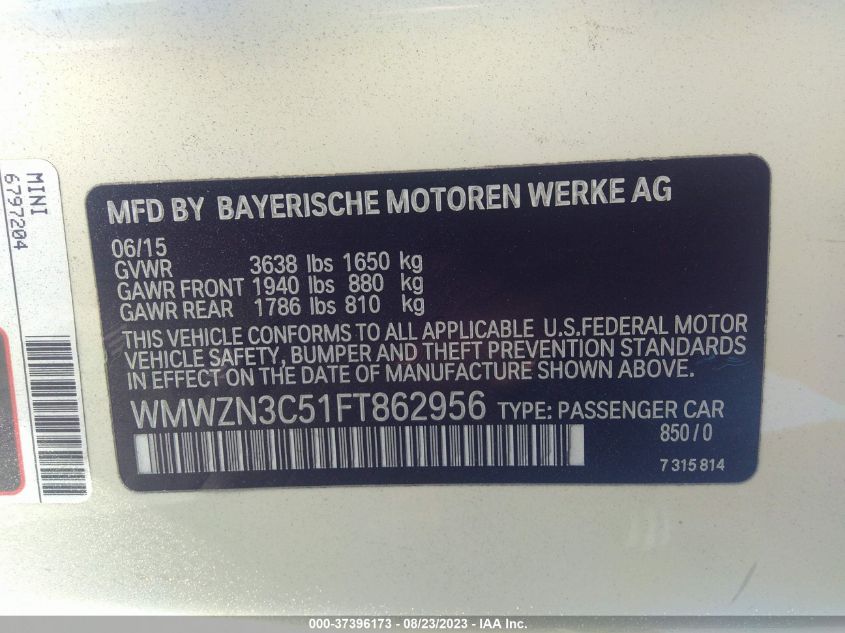 MINI
6797204
MFD BY BAYERISCHE MOTOREN WERKE AG
06/15
GVWR 3638 lbs 1650 kg
GAWR FRONT 1940 lbs 880 kg
GAWR REAR 1786 lbs 810 kg
THIS VEHICLE CONFORMS TO ALL APPLICABLE U.S.FEDERAL MOTOR
VEHICLE SAFETY, BUMPER AND THEFT PREVENTION STANDARDS
IN EFFECT ON THE DATE OF MANUFACTURE SHOWN ABOVE.
WMWZN3C51FT862956 TYPE: PASSENGER CAR
850/0
7 315 814
000-37396173 - 08/23/2023 - IAA Inc.